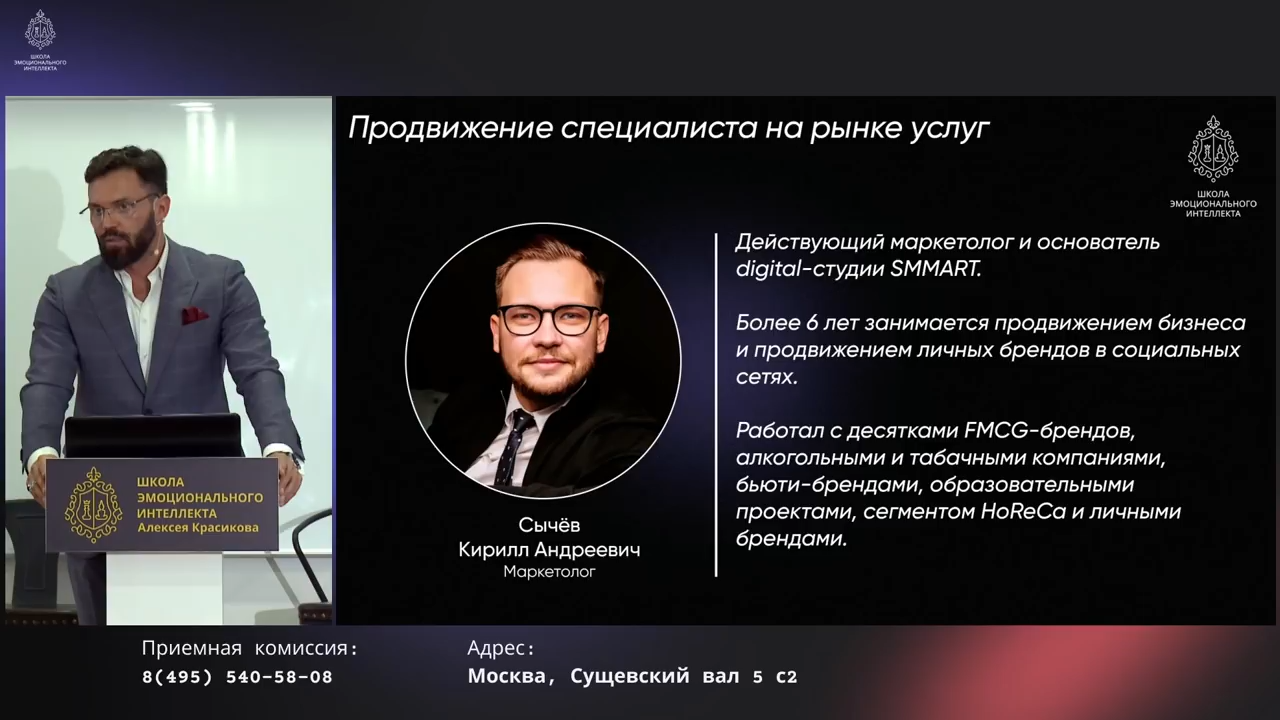 ШКОЛА
ЭМОЦИОНАЛЬНОГО
ИНТЕЛЛЕКТА
Продвижение специалиста на рынке услуг
ШКОЛА
ЭМОЦИОНАЛЬНОГО
ИНТЕЛЛЕКТА
Действующий маркетолог и основатель
digital-студии SMMART.
Более 6 лет занимается продвижением бизнеса
и продвижением личных брендов в социальных
сетях.
Работал с десятками FMCG-брендов,
алкогольными и табачными компаниями,
бьюти-брендами, образовательными
проектами, сегментом HoReCa и личными
брендами.
Сычёв
Кирилл Андреевич
Маркетолог
ШКОЛА
ЭМОЦИОНАЛЬНОГО
ИНТЕЛЛЕКТА
Алексея Красикова
Приемная комиссия:
8(495) 540-58-08
Адрес:
Москва, Сущевский вал 5 с2